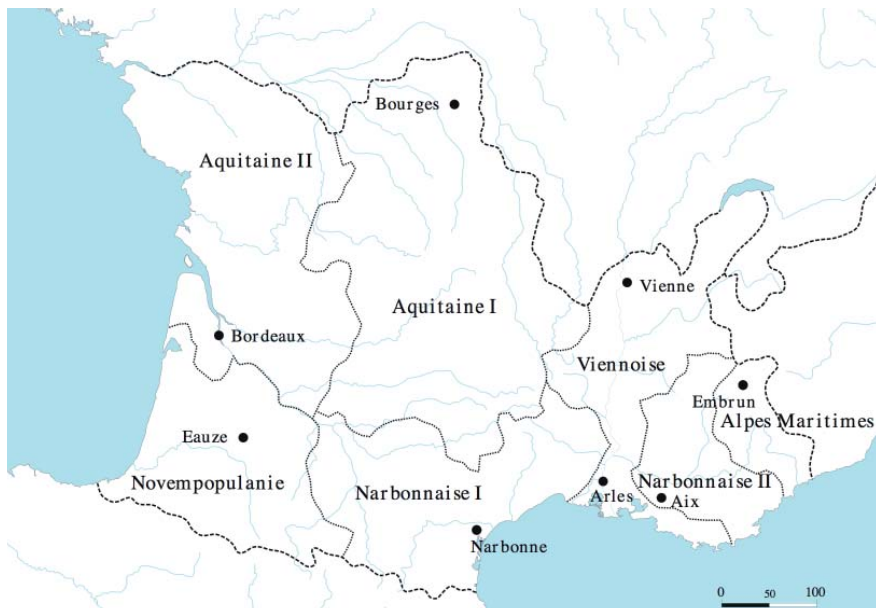 Bourges
Aquitaine II
Vienne
Aquitaine I
Bordeaux
Viennoise
Embrun
Alpes Maritimes
Eauze
Novempopulanie
Narbonnaise I
Narbonnaise II
Arles
Aix
Narbonne
0 50 100